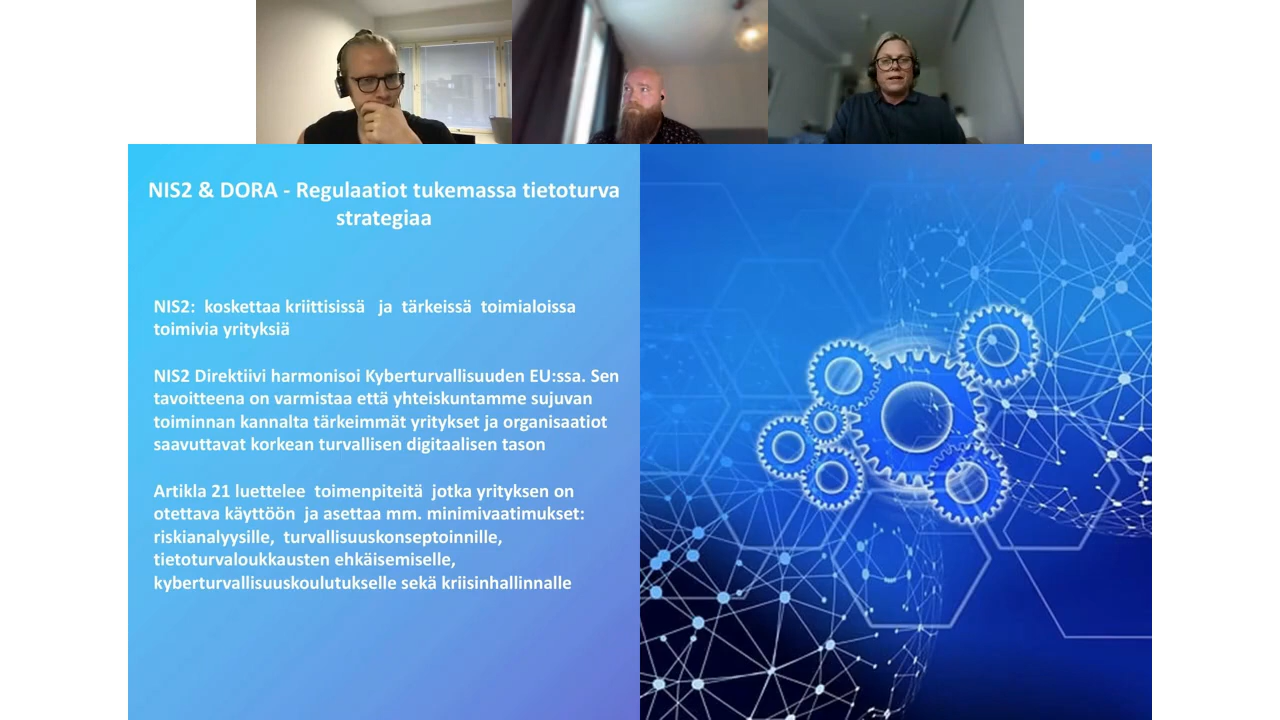 NIS2 & DORA - Regulaatiot tukemassa tietoturva
strategiaa
NIS2:  koskettaa kriittisissä   ja  tärkeissä  toimialoissa
toimivia yrityksiä
NIS2 Direktiivi harmonisoi Kyberturvallisuuden EU:ssa. Sen
tavoitteena on varmistaa että yhteiskuntamme sujuvan
toiminnan kannalta tärkeimmät yritykset ja organisaatiot
saavuttavat korkean turvallisen digitaalisen tason
Artikla 21 luettelee  toimenpiteitä  jotka yrityksen on
otettava käyttöön  ja asettaa mm. minimivaatimukset:
riskianalyysille,  turvallisuuskonseptoinnille,
tietoturvaloukkausten ehkäisemiselle,
kyberturvallisuuskoulutukselle sekä kriisinhallinnalle